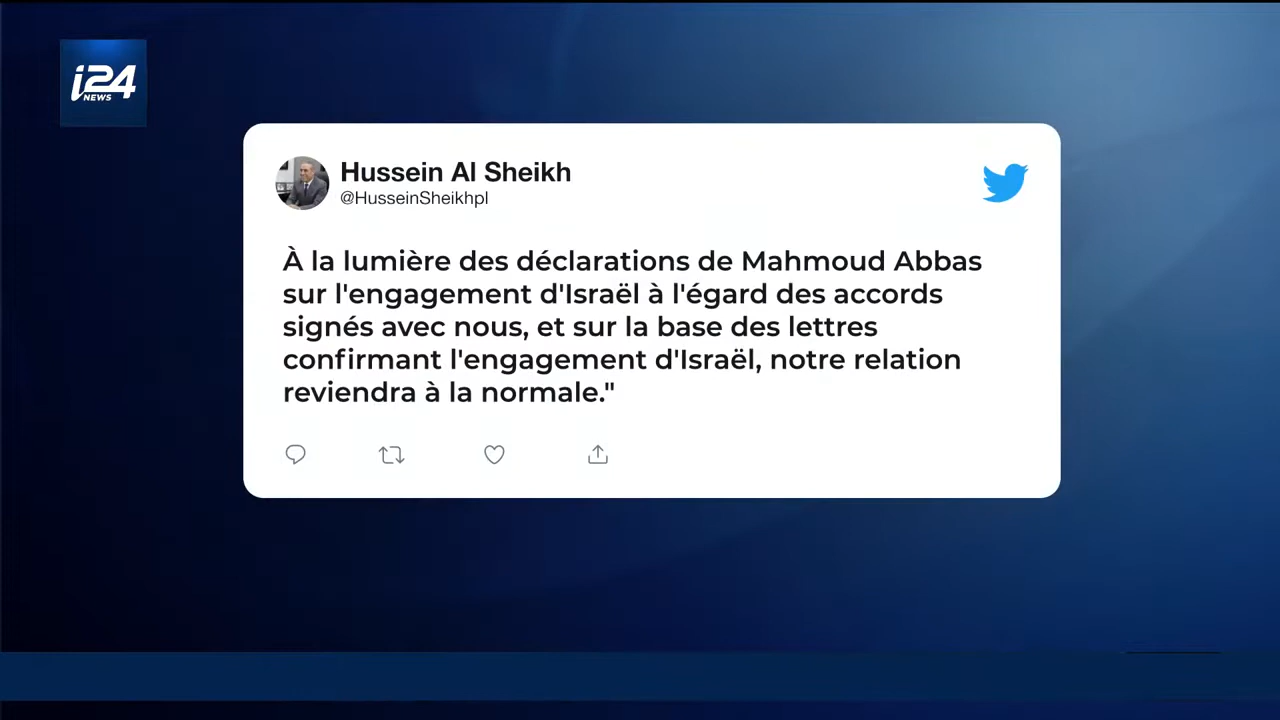 i24
NEWS
Hussein Al Sheikh
@HusseinSheikhpl
À la lumière des déclarations de Mahmoud Abbas
sur l'engagement d'Israël à l'égard des accords
signés avec nous, et sur la base des lettres
confirmant l'engagement d'Israël, notre relation
reviendra à la normale."